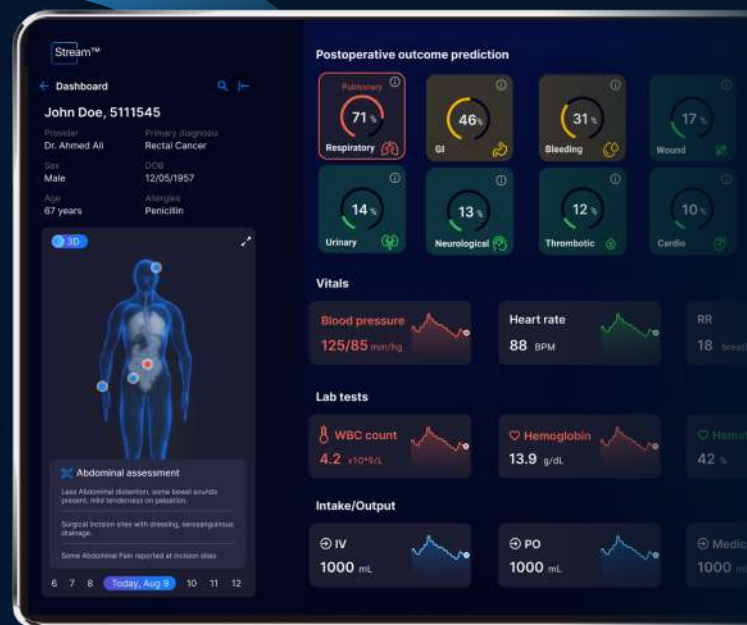 Stream™
Dashboard
John Doe, 5111545
Provider
Primary diagnosis
Dr. Ahmed Ali
Rectal Cancer
Sex
DOB
Male
12/05/1957
Age
Allergies
67 years
Penicillin
3D
Abdominal assessment
Less Abdominal distention, some bowel sounds
present, mild tenderness on palpation.
Surgical incision sites with dressing, serosanguinous
drainage.
Some Abdominal Pain reported at incision sites
6 7 8 Today, Aug 9 10 11 12
Postoperative outcome prediction
Pulmonary
71 %
Respiratory
46%
GI
31 %
Bleeding
17 %
Wound
14 %
Urinary
13 %
Neurological
12 %
Thrombotic
10 %
Cardio
Vitals
Blood pressure
125/85 mm/hg
Heart rate
88 BPM
RR
18 breath
Lab tests
WBC count
4.2 x10^9/L
Hemoglobin
13.9 g/dL
Hemat
42 %
Intake/Output
IV
1000 mL
PO
1000 mL
Medic
1000 mL